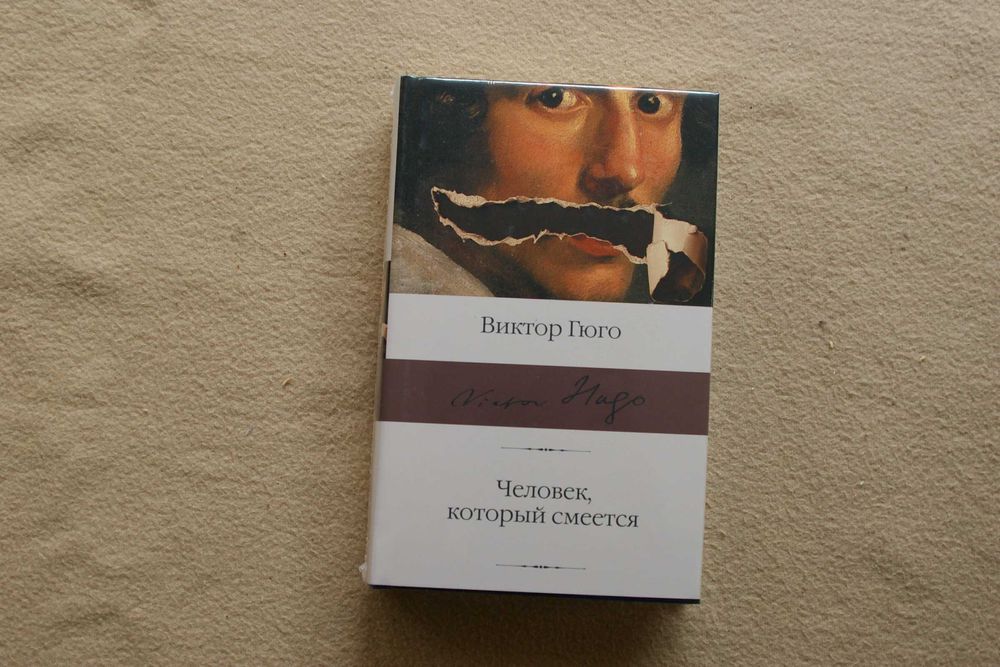 Виктор Гюго
Victor Hugo
Человек,
который смеется